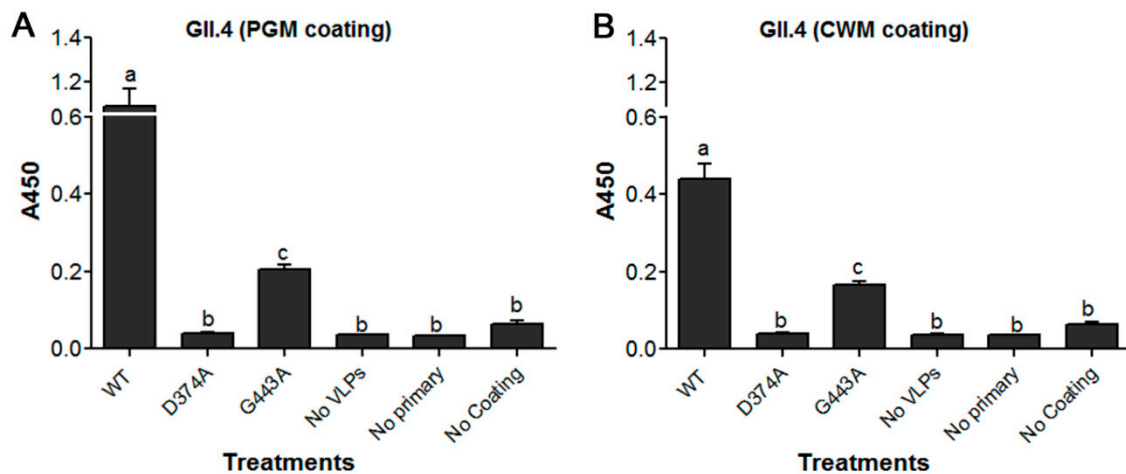 A
GII.4 (PGM coating)
1.4
1.2
0.6
0.4
0.2
0.0
A450
a
b
c
b
b
b
WT
D374A
G443A
No VLPs
No primary
No Coating
Treatments
B
GII.4 (CWM coating)
1.4
1.2
0.6
0.4
0.2
0.0
A450
a
b
c
b
b
b
WT
D374A
G443A
No VLPs
No primary
No Coating
Treatments